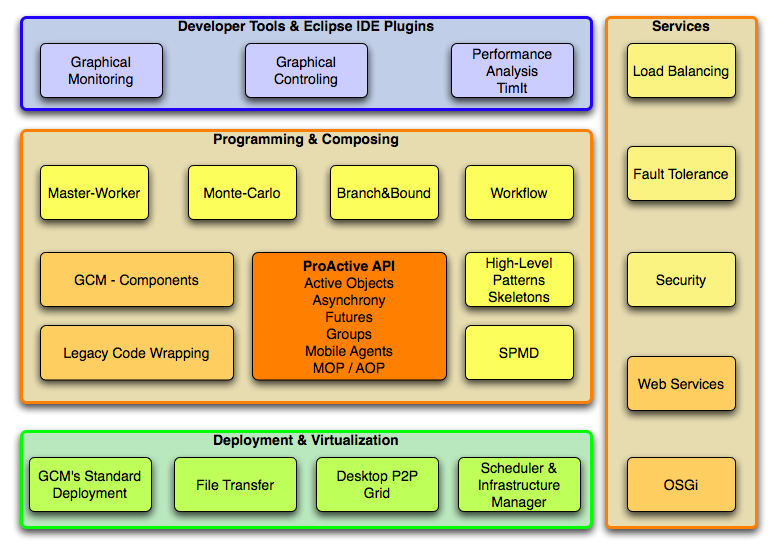 Developer Tools & Eclipse IDE Plugins
Graphical
Monitoring
Graphical
Controling
Performance
Analysis
TimIt
Programming & Composing
Master-Worker
Monte-Carlo
Branch&Bound
Workflow
GCM - Components
Legacy Code Wrapping
ProActive API
Active Objects
Asynchrony
Futures
Groups
Mobile Agents
MOP / AOP
High-Level
Patterns
Skeletons
SPMD
Deployment & Virtualization
GCM's Standard
Deployment
File Transfer
Desktop P2P
Grid
Scheduler &
Infrastructure
Manager
Services
Load Balancing
Fault Tolerance
Security
Web Services
OSGi